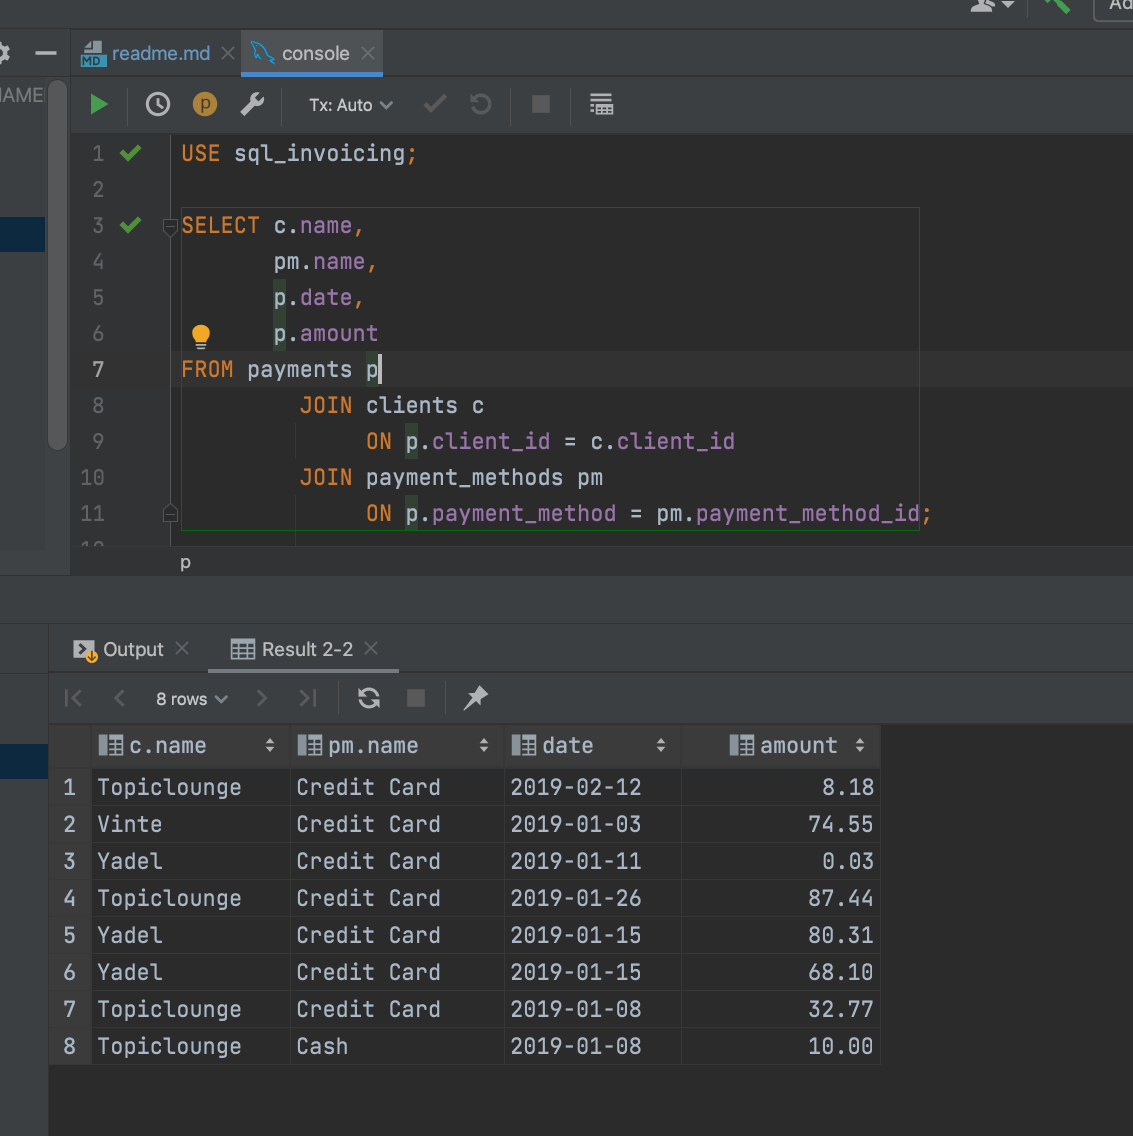 Ad
readme.md console
NAME
p Tx: Auto
1 USE sql_invoicing;
2
3 SELECT c.name,
4 pm.name,
5 p.date,
6 p.amount
7 FROM payments p
8 JOIN clients c
9 ON p.client_id = c.client_id
10 JOIN payment_methods pm
11 ON p.payment_method = pm.payment_method_id;
p
Output Result 2-2
8 rows
c.name pm.name date amount
1 Topiclounge Credit Card 2019-02-12 8.18
2 Vinte Credit Card 2019-01-03 74.55
3 Yadel Credit Card 2019-01-11 0.03
4 Topiclounge Credit Card 2019-01-26 87.44
5 Yadel Credit Card 2019-01-15 80.31
6 Yadel Credit Card 2019-01-15 68.10
7 Topiclounge Credit Card 2019-01-08 32.77
8 Topiclounge Cash 2019-01-08 10.00